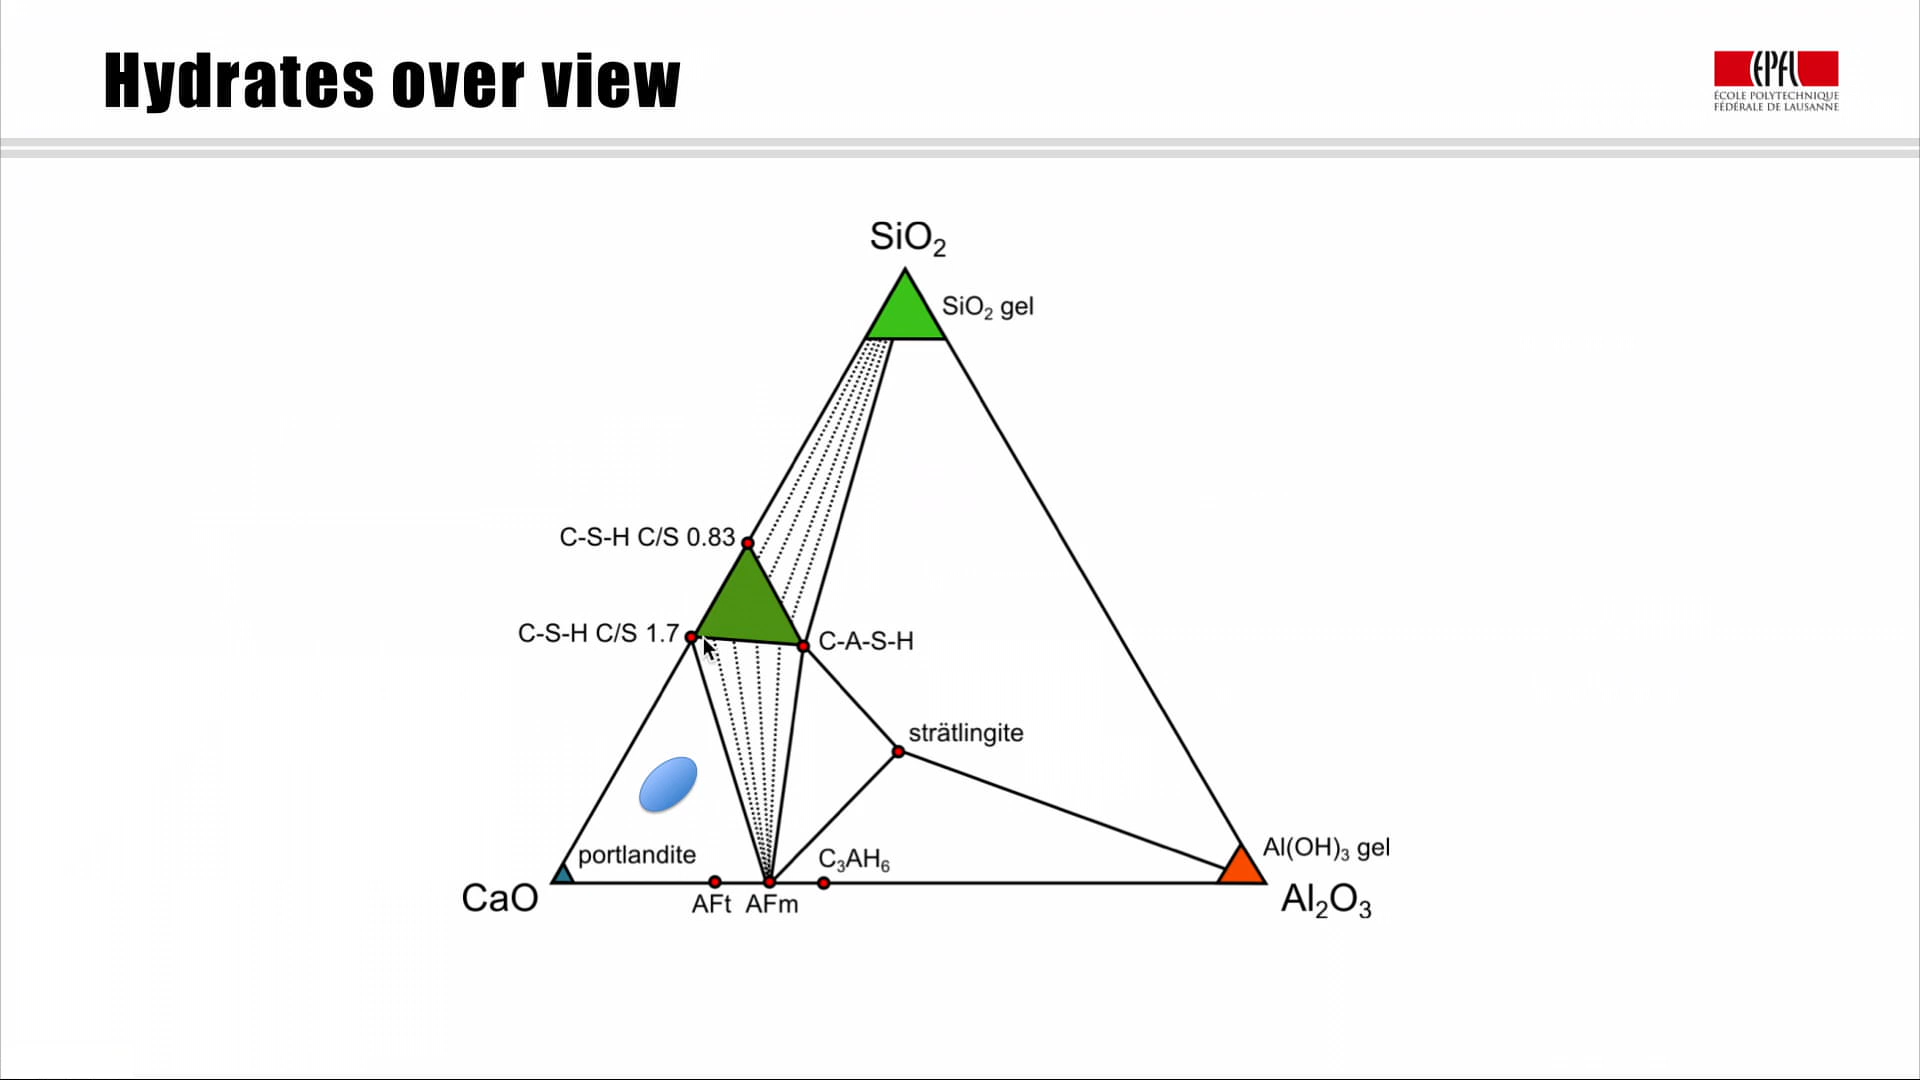 Hydrates over view
EPFL
ÉCOLE POLYTECHNIQUE
FÉDÉRALE DE LAUSANNE
SiO₂
SiO₂ gel
C-S-H C/S 0.83
C-S-H C/S 1.7
C-A-S-H
strätlingite
portlandite
C₃AH₆
Al(OH)₃ gel
CaO
AFt
AFm
Al₂O₃